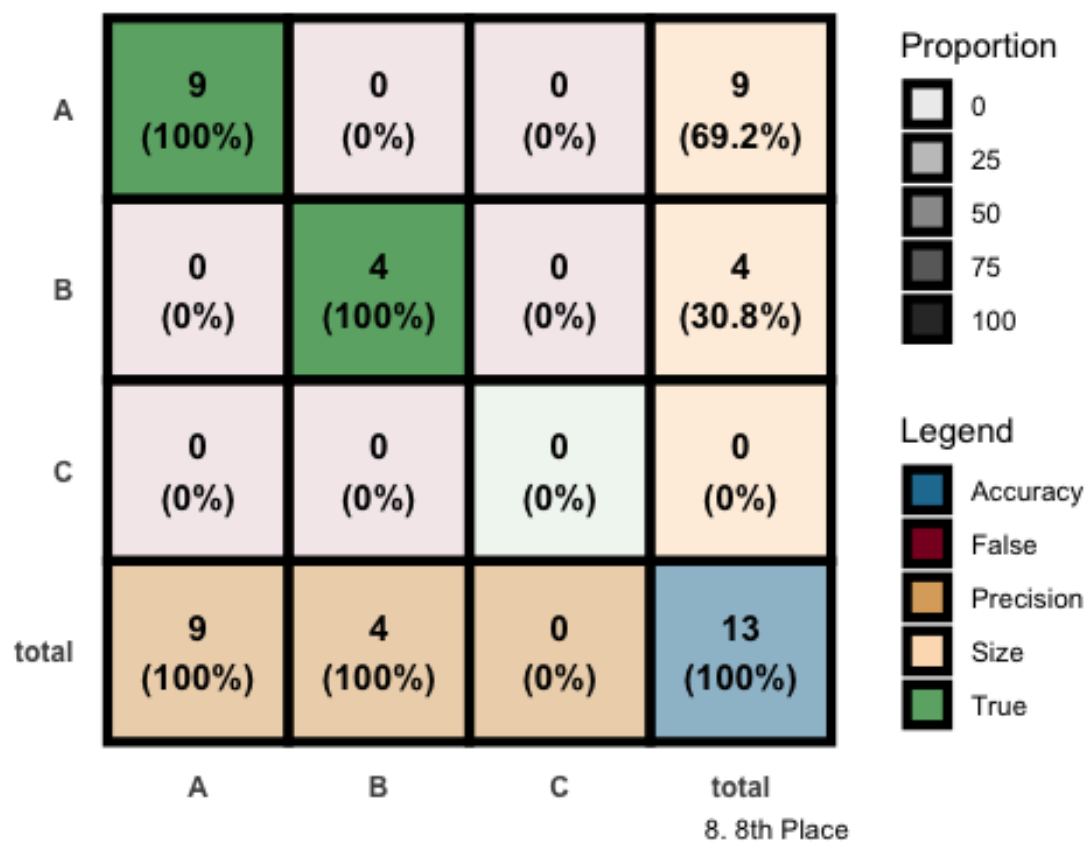 A
9
(100%)
0
(0%)
0
(0%)
9
(69.2%)
B
0
(0%)
4
(100%)
0
(0%)
4
(30.8%)
C
0
(0%)
0
(0%)
0
(0%)
0
(0%)
total
9
(100%)
4
(100%)
0
(0%)
13
(100%)
A
B
C
total
8. 8th Place
Proportion
0
25
50
75
100
Legend
Accuracy
False
Precision
Size
True